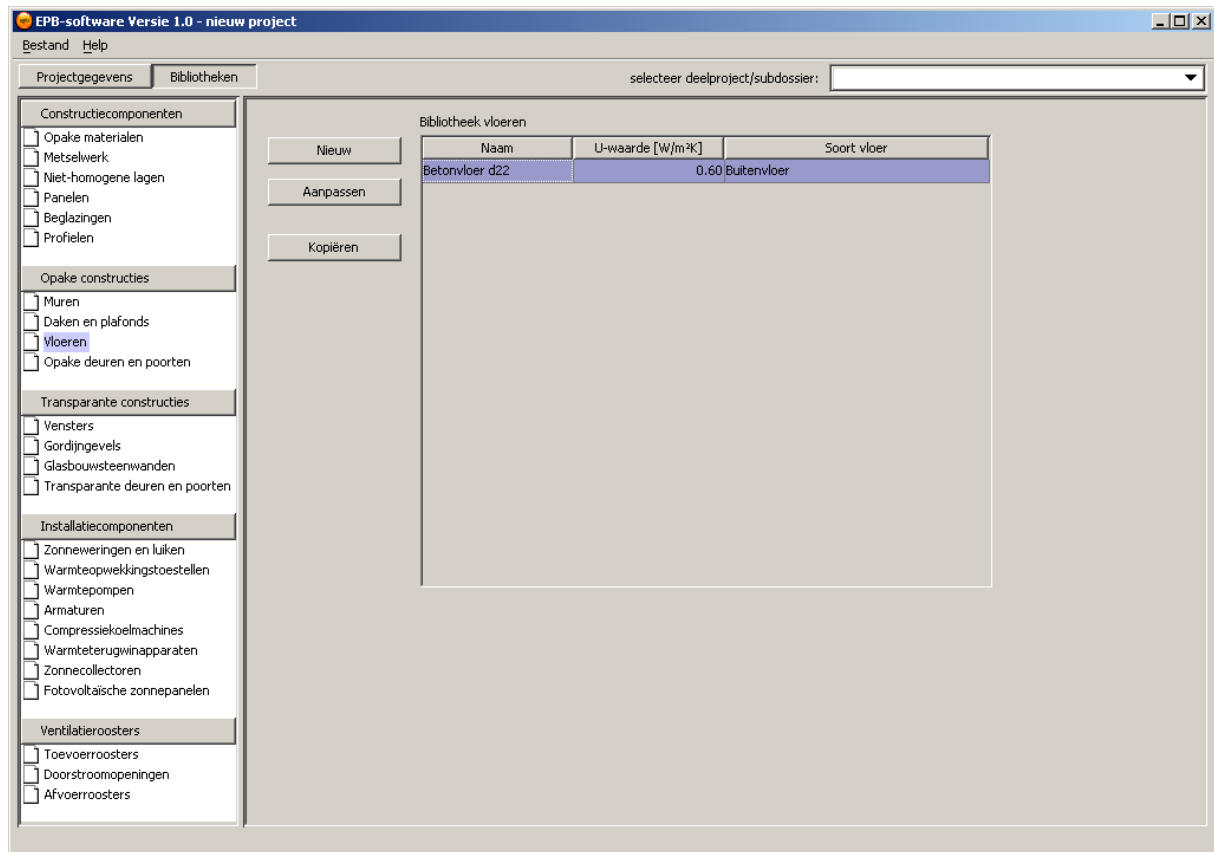 EPB-software Versie 1.0 - nieuw project
Bestand Help
Projectgegevens Bibliotheken selecteer deelproject/subdossier:
Constructiecomponenten
Opake materialen
Metselwerk
Niet-homogene lagen
Panelen
Beglazingen
Profielen
Opake constructies
Muren
Daken en plafonds
Vloeren
Opake deuren en poorten
Transparante constructies
Vensters
Gordijngevels
Glasbouwsteenwanden
Transparante deuren en poorten
Installatiecomponenten
Zonneweringen en luiken
Warmteopwekkingstoestellen
Warmtepompen
Armaturen
Compressiekoelmachines
Warmteterugwinapparaten
Zonnecollectoren
Fotovoltaïsche zonnepanelen
Ventilatieroosters
Toevoerroosters
Doorstroomopeningen
Afvoerroosters
Nieuw
Aanpassen
Kopiëren
Bibliotheek vloeren
Naam U-waarde [W/m²K] Soort vloer
Betonvloer d22 0.60 Buitenvloer